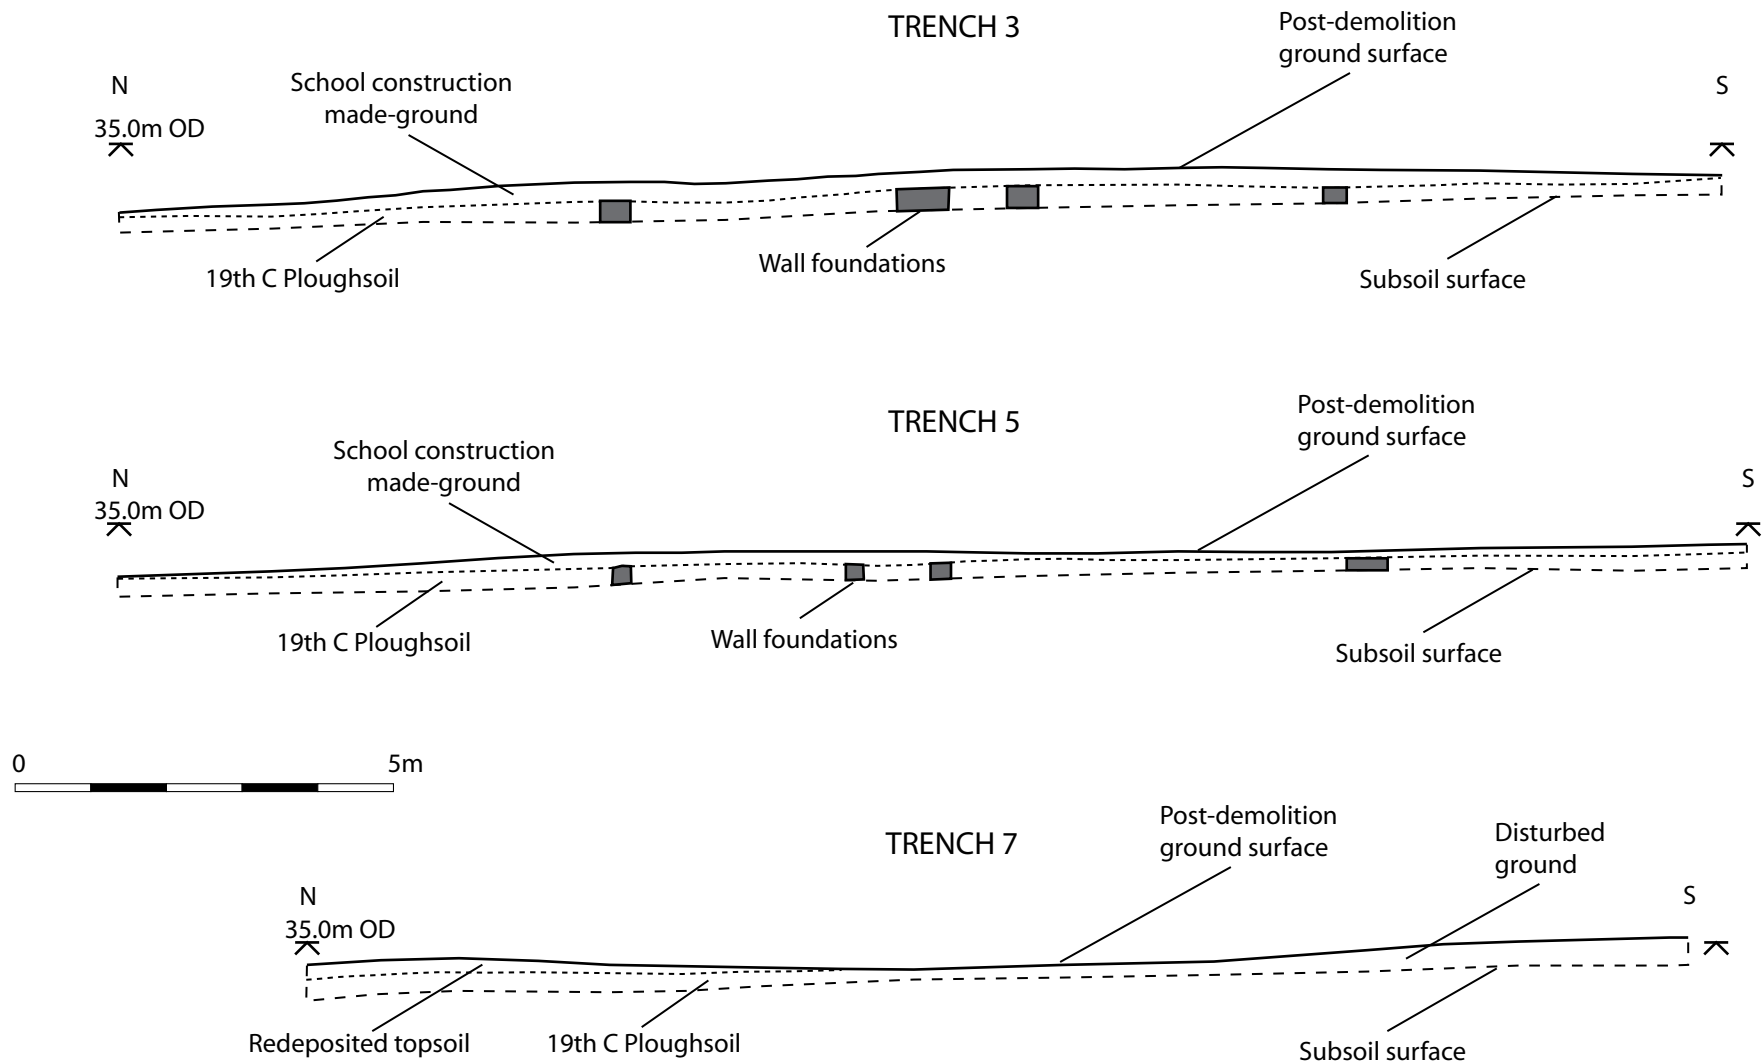 TRENCH 3
Post-demolition
ground surface
N
School construction
made-ground
S
35.0m OD
19th C Ploughsoil
Wall foundations
Subsoil surface
TRENCH 5
Post-demolition
ground surface
N
School construction
made-ground
S
35.0m OD
19th C Ploughsoil
Wall foundations
Subsoil surface
0
5m
TRENCH 7
Post-demolition
ground surface
Disturbed
ground
N
S
35.0m OD
Redeposited topsoil
19th C Ploughsoil
Subsoil surface